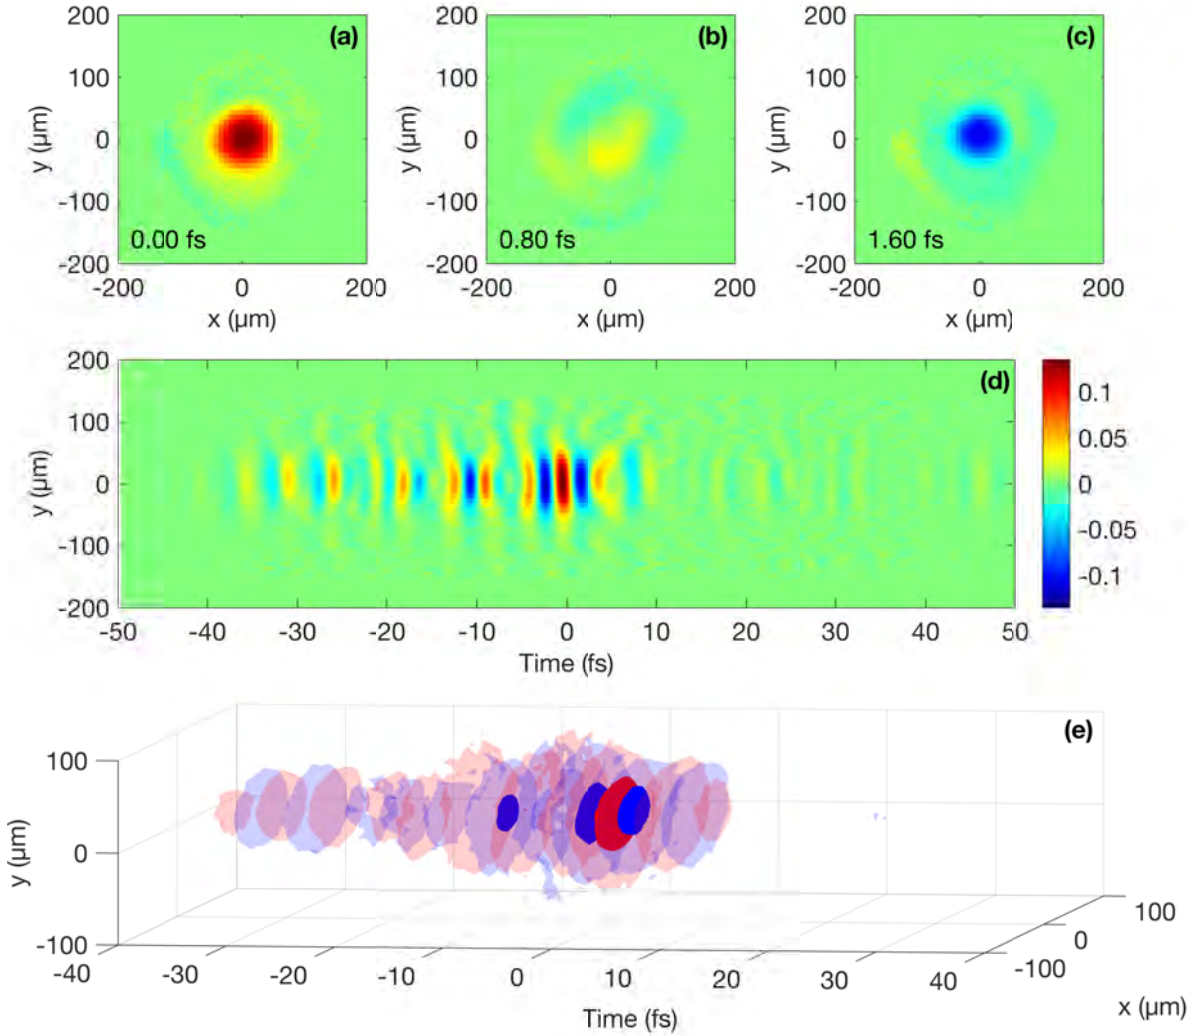 (a)
200
100
0
-100
-200
y (µm)
0.00 fs
-200 0 200
x (µm)
(b)
200
100
0
-100
-200
y (µm)
0.80 fs
-200 0 200
x (µm)
(c)
200
100
0
-100
-200
y (µm)
1.60 fs
-200 0 200
x (µm)
(d)
200
100
0
-100
-200
y (µm)
-50 -40 -30 -20 -10 0 10 20 30 40 50
Time (fs)
0.1
0.05
0
-0.05
-0.1
(e)
100
0
-100
y (µm)
-40 -30 -20 -10 0 10 20 30 40
Time (fs)
100
0
-100
x (µm)